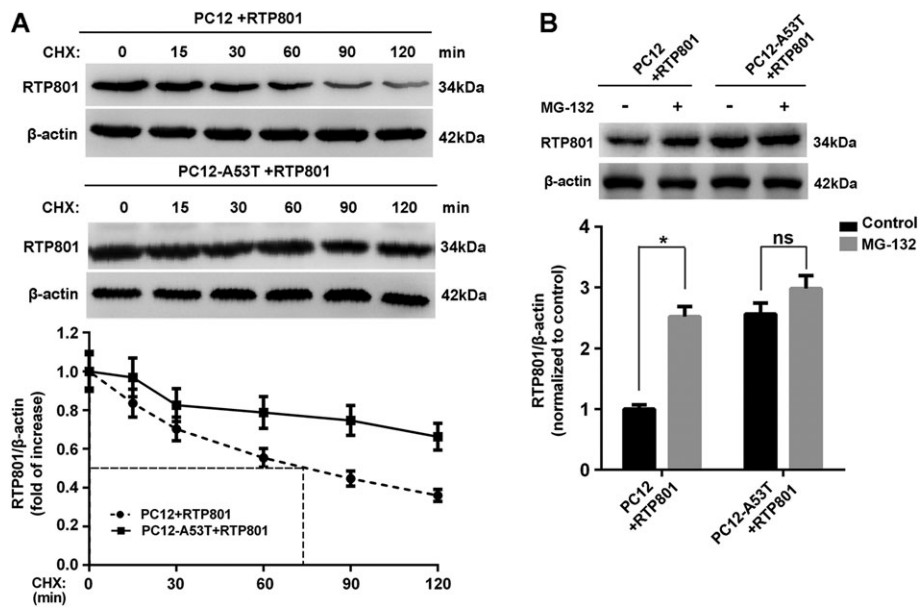 A
PC12 +RTP801
CHX: 0 15 30 60 90 120 min
RTP801 34kDa
β-actin 42kDa
PC12-A53T +RTP801
CHX: 0 15 30 60 90 120 min
RTP801 34kDa
β-actin 42kDa
RTP801/β-actin
(fold of increase)
1.2
1.0
0.8
0.6
0.4
0.2
0.0
PC12+RTP801
PC12-A53T+RTP801
CHX: 0 30 60 90 120
(min)
B
PC12
+RTP801
PC12-A53T
+RTP801
MG-132 - + - +
RTP801 34kDa
β-actin 42kDa
Control
MG-132
RTP801/β-actin
(normalized to control)
4
3
2
1
0
*
ns
PC12
+RTP801
PC12-A53T
+RTP801